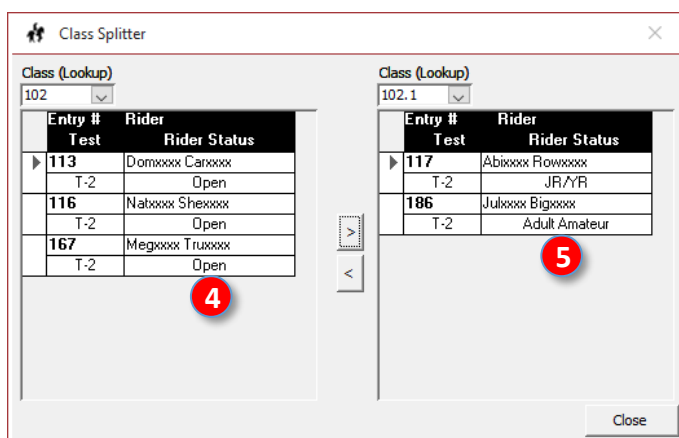 Class Splitter
Class (Lookup)
102
Entry # Rider
Test Rider Status
113 Domxxxx Carxxxx
T-2 Open
116 Natxxxx Shexxxx
T-2 Open
167 Megxxxx Truxxxx
T-2 Open
4
>
<
Class (Lookup)
102.1
Entry # Rider
Test Rider Status
117 Abixxxx Rowxxxx
T-2 JR/YR
186 Julxxxx Bigxxxx
T-2 Adult Amateur
5
Close